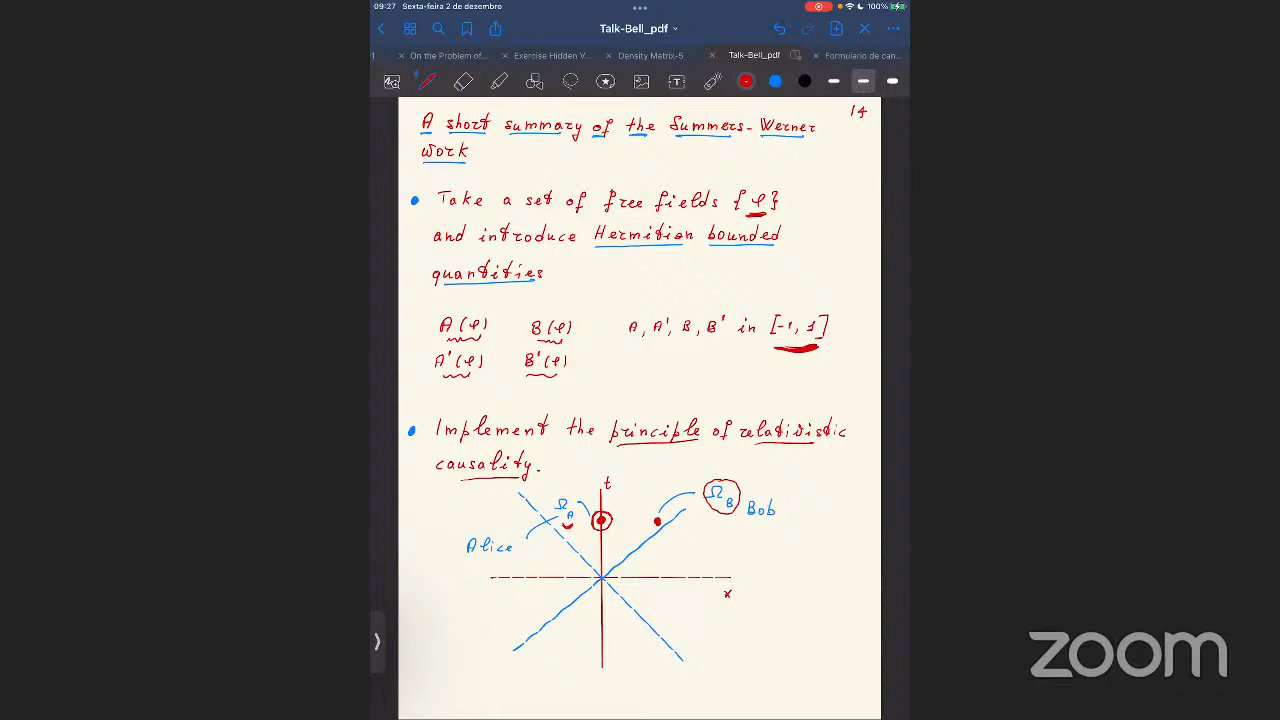 09:27 Sexta-feira 2 de dezembro
100%
Talk-Bell_pdf
On the Problem of...
Exercise Hidden V...
Density Matrix-5
Talk-Bell_pdf
Formulario de can...
14
A short summary of the Summers-Werner
work
Take a set of free fields {φ}
and introduce Hermitian bounded
quantities
A(φ) B(φ) A, A', B, B' in [-1, 1]
A'(φ) B'(φ)
Implement the principle of relativistic
causality.
t
Ω_A Ω_B Bob
Alice
x
zoom